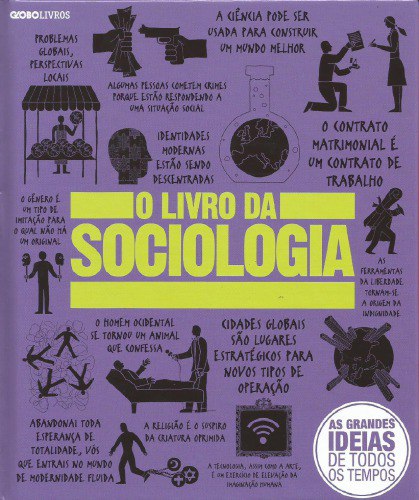 GLOBOLIVROS
PROBLEMAS
GLOBAIS,
PERSPECTIVAS
LOCAIS
A CIÊNCIA PODE SER
USADA PARA CONSTRUIR
UM MUNDO MELHOR
ALGUMAS PESSOAS COMETEM CRIMES
PORQUE ESTÃO RESPONDENDO A
UMA SITUAÇÃO SOCIAL
IDENTIDADES
MODERNAS
ESTÃO SENDO
DESCENTRADAS
O CONTRATO
MATRIMONIAL É
UM CONTRATO DE
TRABALHO
O GÊNERO É
UM TIPO DE
IMITAÇÃO PARA
O QUAL NÃO HÁ
UM ORIGINAL
O LIVRO DA
SOCIOLOGIA
AS
FERRAMENTAS
DA LIBERDADE
TORNAM-SE
A ORIGEM DA
INDIGNIDADE
O HOMEM OCIDENTAL
SE TORNOU UM ANIMAL
QUE CONFESSA
CIDADES GLOBAIS
SÃO LUGARES
ESTRATÉGICOS PARA
NOVOS TIPOS DE
OPERAÇÃO
ABANDONAI TODA
ESPERANÇA DE
TOTALIDADE, VÓS
QUE ENTRAIS NO MUNDO
DE MODERNIDADE FLUIDA
A RELIGIÃO É O SUSPIRO
DA CRIATURA OPRIMIDA
A TECNOLOGIA, ASSIM COMO A ARTE,
É UM EXERCÍCIO DE ELEVAÇÃO DA
IMAGINAÇÃO HUMANA
AS GRANDES
IDEIAS
DE TODOS
OS TEMPOS